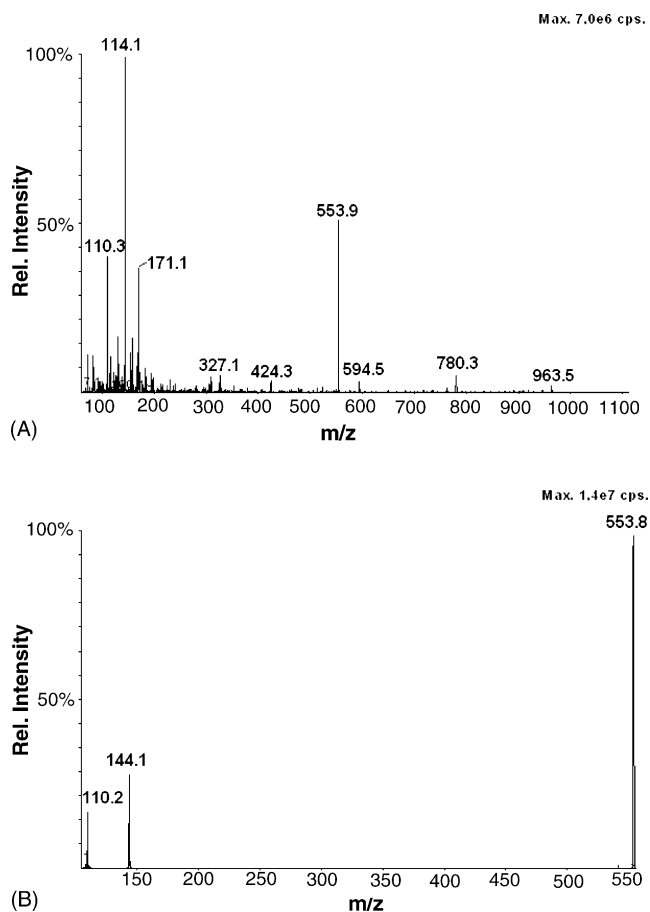 Max. 7.0e6 cps.
100%
114.1
50%
110.3
171.1
553.9
327.1
424.3
594.5
780.3
963.5
Rel. Intensity
100 200 300 400 500 600 700 800 900 1000 1100
m/z
(A)
Max. 1.4e7 cps.
100%
553.8
50%
144.1
110.2
Rel. Intensity
150 200 250 300 350 400 450 500 550
m/z
(B)